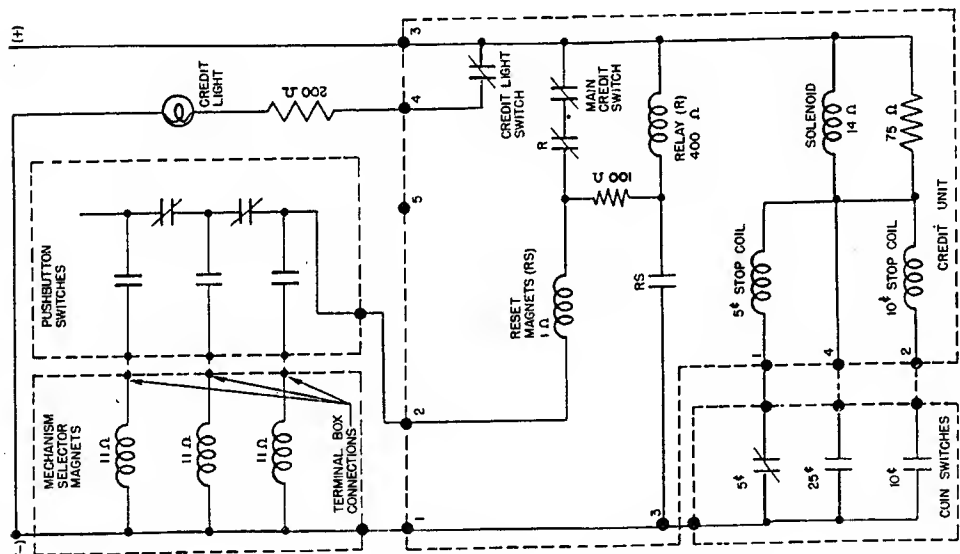 (+)
(-)
CREDIT
LIGHT
200 Ω
3
4
CREDIT LIGHT
SWITCH
PUSHBUTTON
SWITCHES
5
R
MAIN
CREDIT
SWITCH
100 Ω
RELAY (R)
400 Ω
MECHANISM
SELECTOR
MAGNETS
11 Ω
11 Ω
11 Ω
TERMINAL BOX
CONNECTIONS
2
RESET
MAGNETS (RS)
1 Ω
RS
1
3
SOLENOID
14 Ω
75 Ω
5¢ STOP COIL
10¢ STOP COIL
CREDIT UNIT
1
4
2
5¢
25¢
10¢
COIN SWITCHES